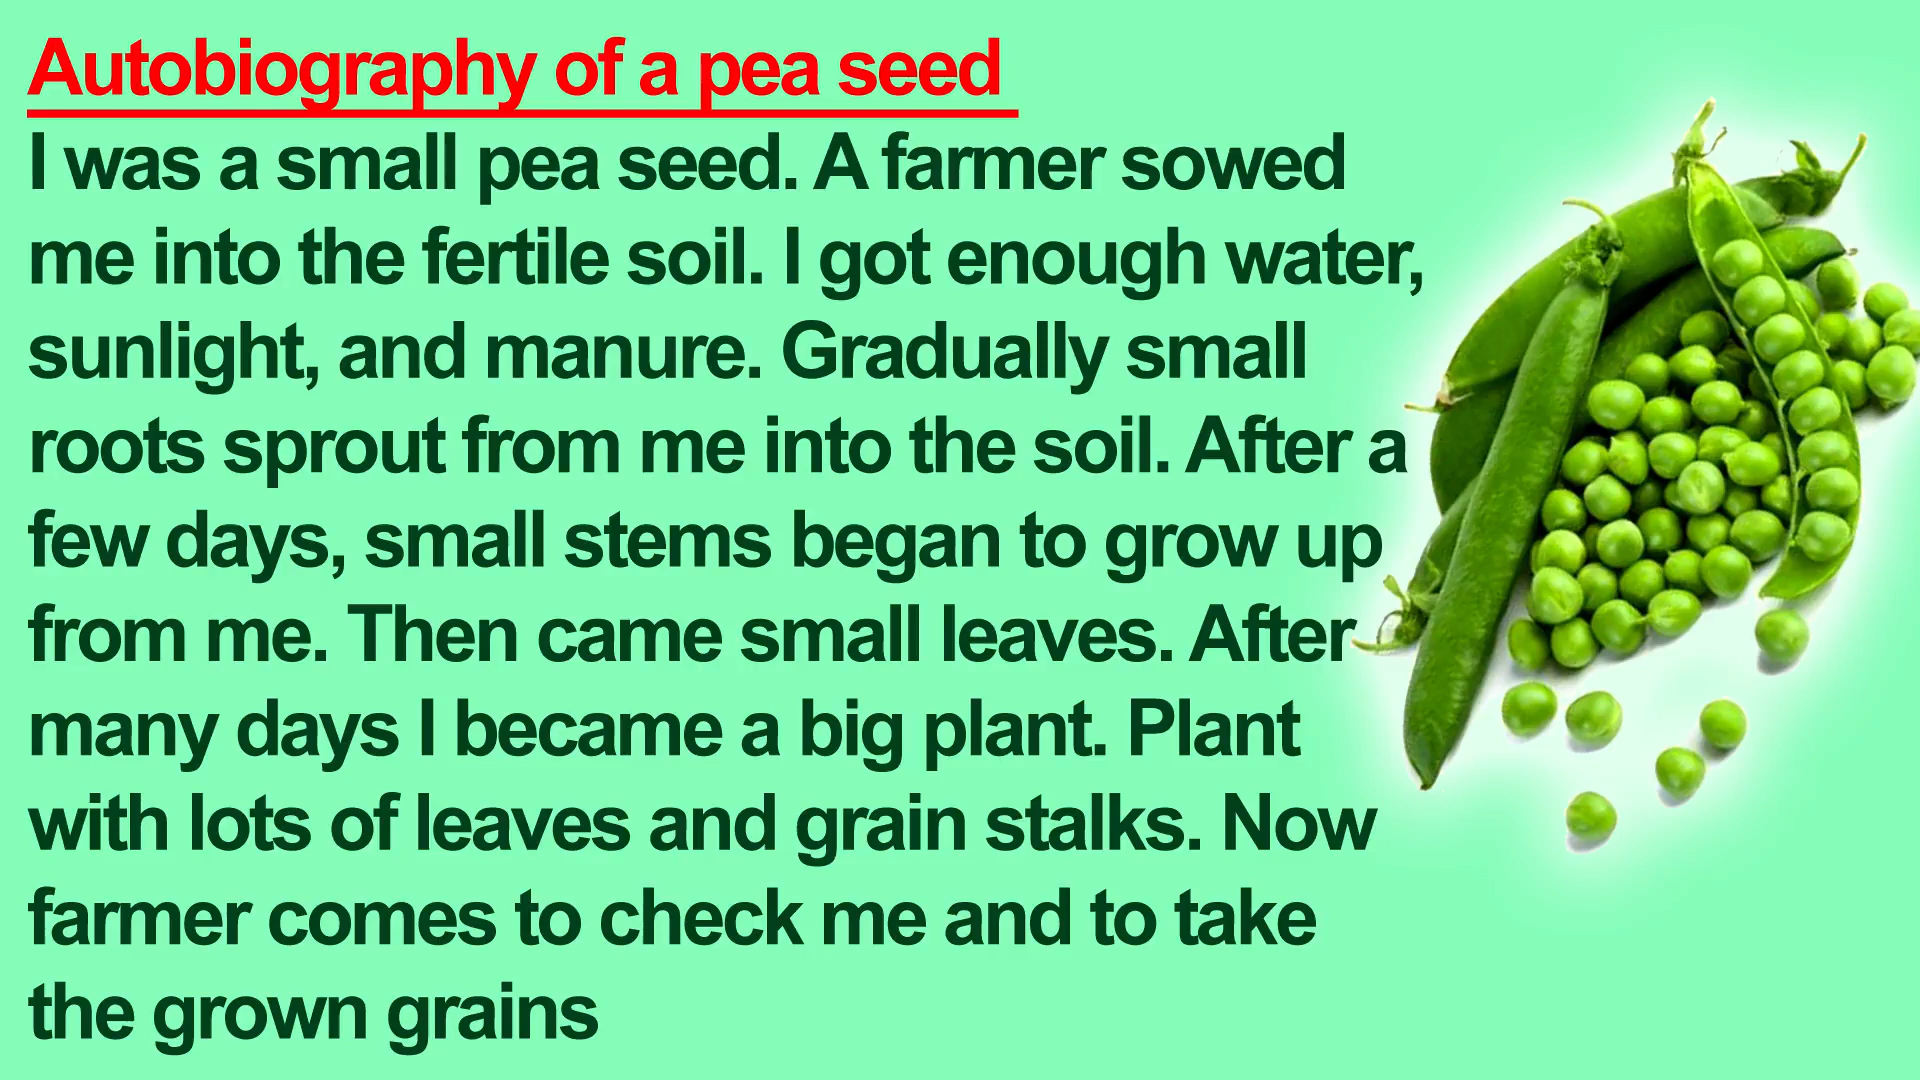 Autobiography of a pea seed
I was a small pea seed. A farmer sowed
me into the fertile soil. I got enough water,
sunlight, and manure. Gradually small
roots sprout from me into the soil. After a
few days, small stems began to grow up
from me. Then came small leaves. After
many days I became a big plant. Plant
with lots of leaves and grain stalks. Now
farmer comes to check me and to take
the grown grains